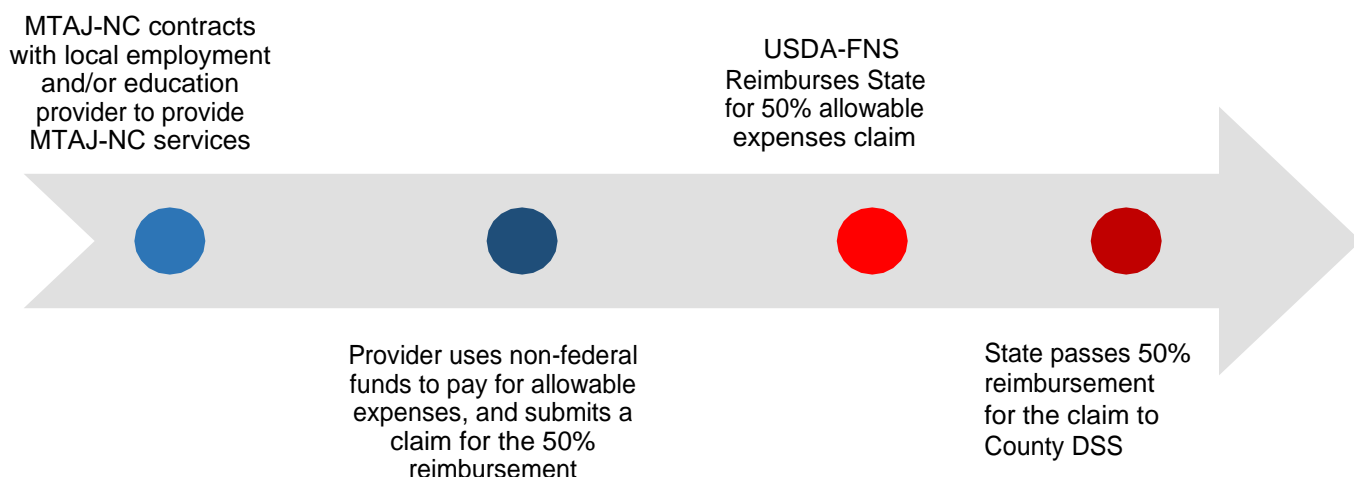 MTAJ-NC contracts
with local employment
and/or education
provider to provide
MTAJ-NC services
Provider uses non-federal
funds to pay for allowable
expenses, and submits a
claim for the 50%
reimbursement
USDA-FNS
Reimburses State
for 50% allowable
expenses claim
State passes 50%
reimbursement
for the claim to
County DSS